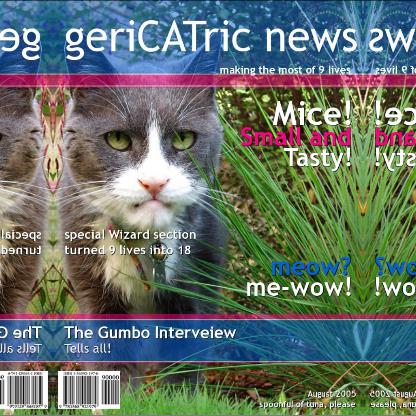 geriCATric news
making the most of 9 lives
Mice!
Small and
Tasty!
special Wizard section
turned 9 lives into 18
meow?
me-wow!
The Gumbo Interveiew
Tells all!
90000
August 2005
spoonful of tuna, please